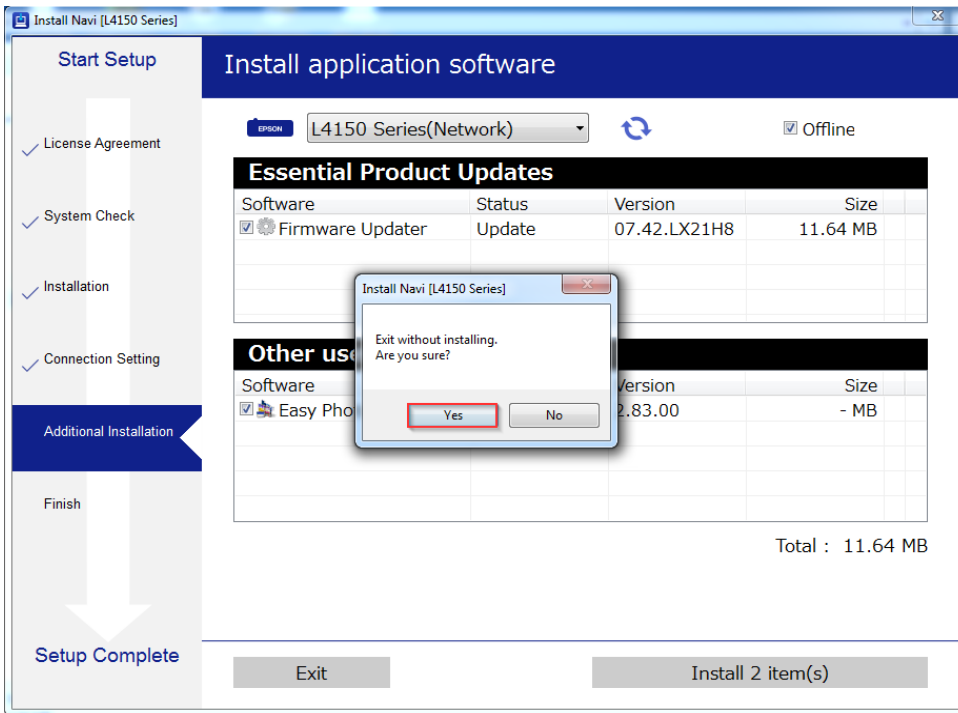 Install Navi [L4150 Series]
Start Setup
License Agreement
System Check
Installation
Connection Setting
Additional Installation
Finish
Setup Complete
Install application software
EPSON
L4150 Series(Network)
Offline
Essential Product Updates
Software Status Version Size
Firmware Updater Update 07.42.LX21H8 11.64 MB
Install Navi [L4150 Series]
Exit without installing.
Are you sure?
Yes No
Other
Software Version Size
Easy 2.83.00 - MB
Total : 11.64 MB
Exit Install 2 item(s)